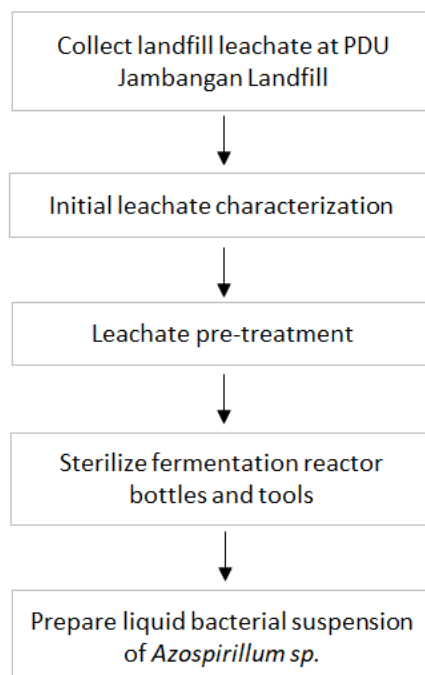 Collect landfill leachate at PDU
Jambangan Landfill
Initial leachate characterization
Leachate pre-treatment
Sterilize fermentation reactor
bottles and tools
Prepare liquid bacterial suspension
of Azospirillum sp.